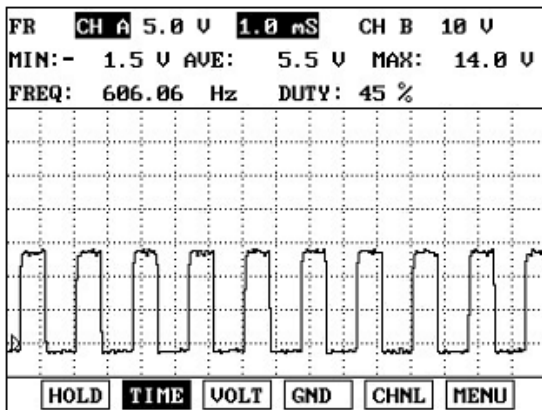 FR CH A 5.0 V 1.0 mS CH B 10 V
MIN:- 1.5 V AVE: 5.5 V MAX: 14.0 V
FREQ: 606.06 Hz DUTY: 45 %
HOLD TIME VOLT GND CHNL MENU